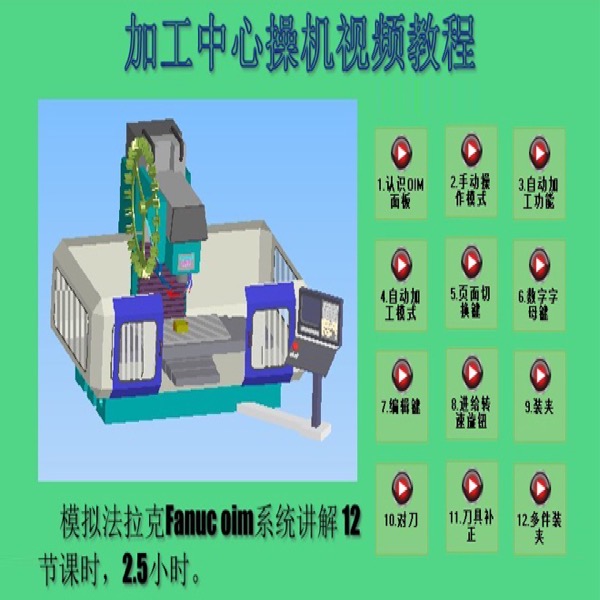 加工中心操机视频教程
1.认识OIM
面板
2.手动操
作模式
3.自动加
工功能
4.自动加
工模式
5.页面切
换键
6.数字字
母键
7.编辑键
8.进给转
速旋钮
9.装夹
10.对刀
11.刀具补
正
12.多件装
夹
模拟法拉克Fanuc oim系统讲解 12
节课时，2.5小时。